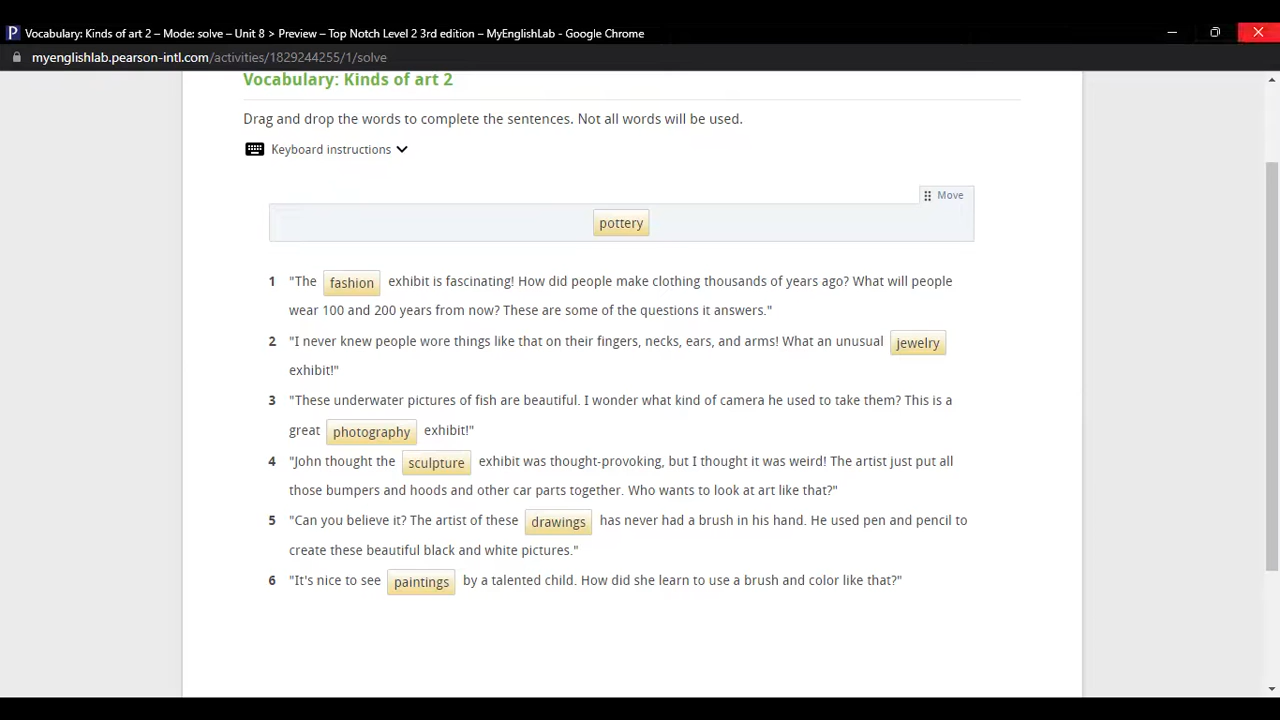 Vocabulary: Kinds of art 2 – Mode: solve – Unit 8 > Preview – Top Notch Level 2 3rd edition – MyEnglishLab - Google Chrome
myenglishlab.pearson-intl.com/activities/1829244255/1/solve
Vocabulary: Kinds of art 2
Drag and drop the words to complete the sentences. Not all words will be used.
Keyboard instructions
Move
pottery
1 "The fashion exhibit is fascinating! How did people make clothing thousands of years ago? What will people
wear 100 and 200 years from now? These are some of the questions it answers."
2 "I never knew people wore things like that on their fingers, necks, ears, and arms! What an unusual jewelry
exhibit!"
3 "These underwater pictures of fish are beautiful. I wonder what kind of camera he used to take them? This is a
great photography exhibit!"
4 "John thought the sculpture exhibit was thought-provoking, but I thought it was weird! The artist just put all
those bumpers and hoods and other car parts together. Who wants to look at art like that?"
5 "Can you believe it? The artist of these drawings has never had a brush in his hand. He used pen and pencil to
create these beautiful black and white pictures."
6 "It's nice to see paintings by a talented child. How did she learn to use a brush and color like that?"